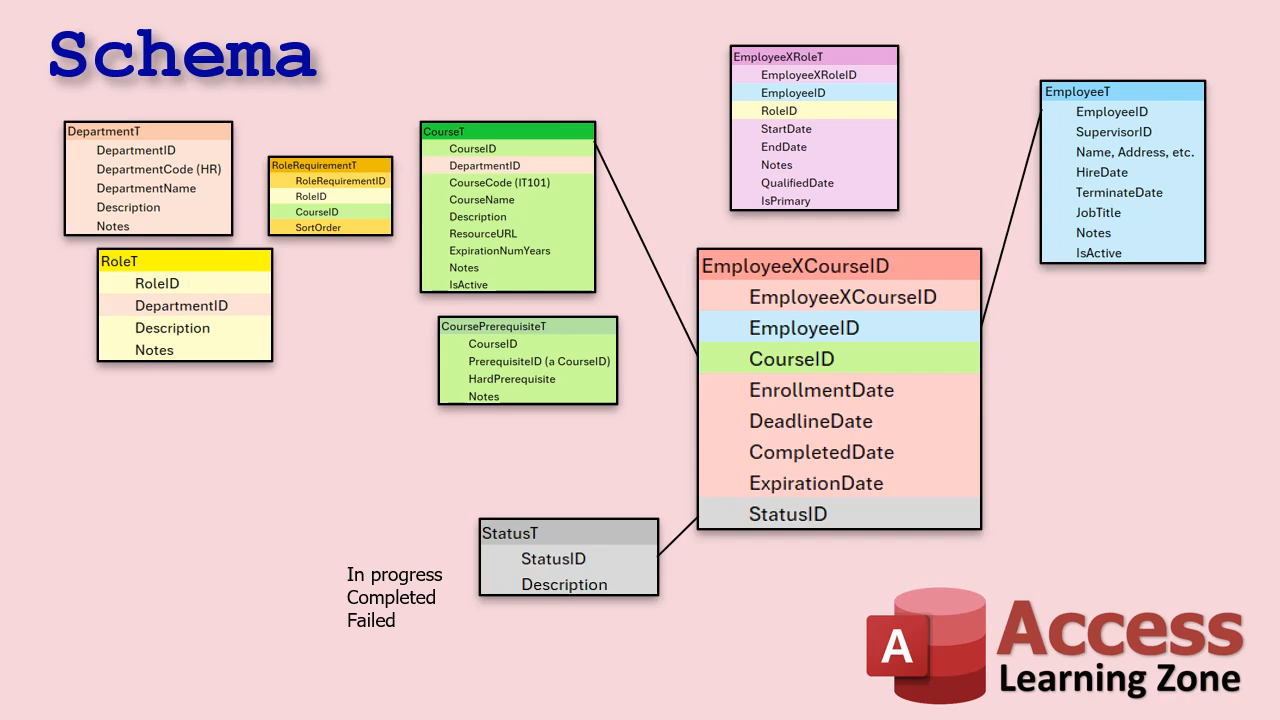 Schema
DepartmentT
DepartmentID
DepartmentCode (HR)
DepartmentName
Description
Notes
RoleRequirementT
RoleRequirementID
RoleID
CourseID
SortOrder
RoleT
RoleID
DepartmentID
Description
Notes
CourseT
CourseID
DepartmentID
CourseCode (IT101)
CourseName
Description
ResourceURL
ExpirationNumYears
Notes
IsActive
CoursePrerequisiteT
CourseID
PrerequisiteID (a CourseID)
HardPrerequisite
Notes
EmployeeXRoleT
EmployeeXRoleID
EmployeeID
RoleID
StartDate
EndDate
Notes
QualifiedDate
IsPrimary
EmployeeT
EmployeeID
SupervisorID
Name, Address, etc.
HireDate
TerminateDate
JobTitle
Notes
IsActive
EmployeeXCourseID
EmployeeXCourseID
EmployeeID
CourseID
EnrollmentDate
DeadlineDate
CompletedDate
ExpirationDate
StatusID
StatusT
StatusID
Description
In progress
Completed
Failed
A
Access
Learning Zone